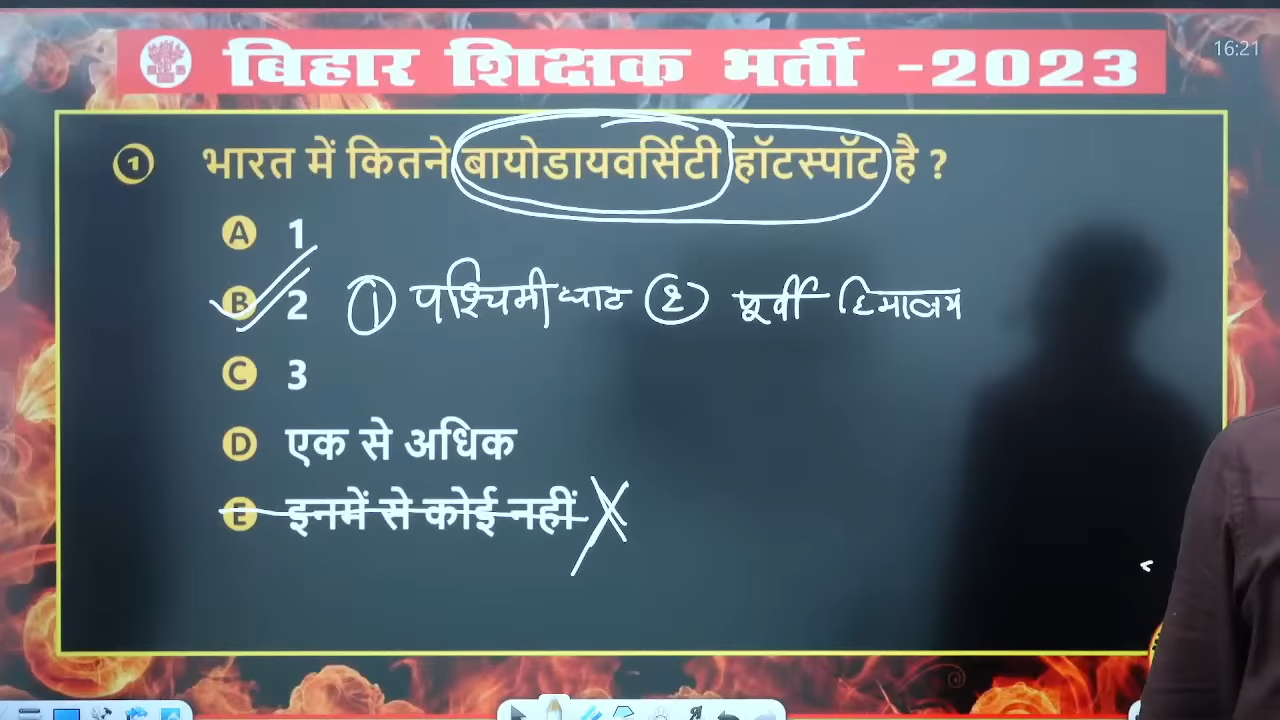 बिहार शिक्षक भर्ती -2023
16:21
1 भारत में कितने बायोडायवर्सिटी हॉटस्पॉट है ?
A 1
B 2 1 पश्चिमी घाट 2 पूर्वी हिमालय
C 3
D एक से अधिक
E इनमें से कोई नहीं